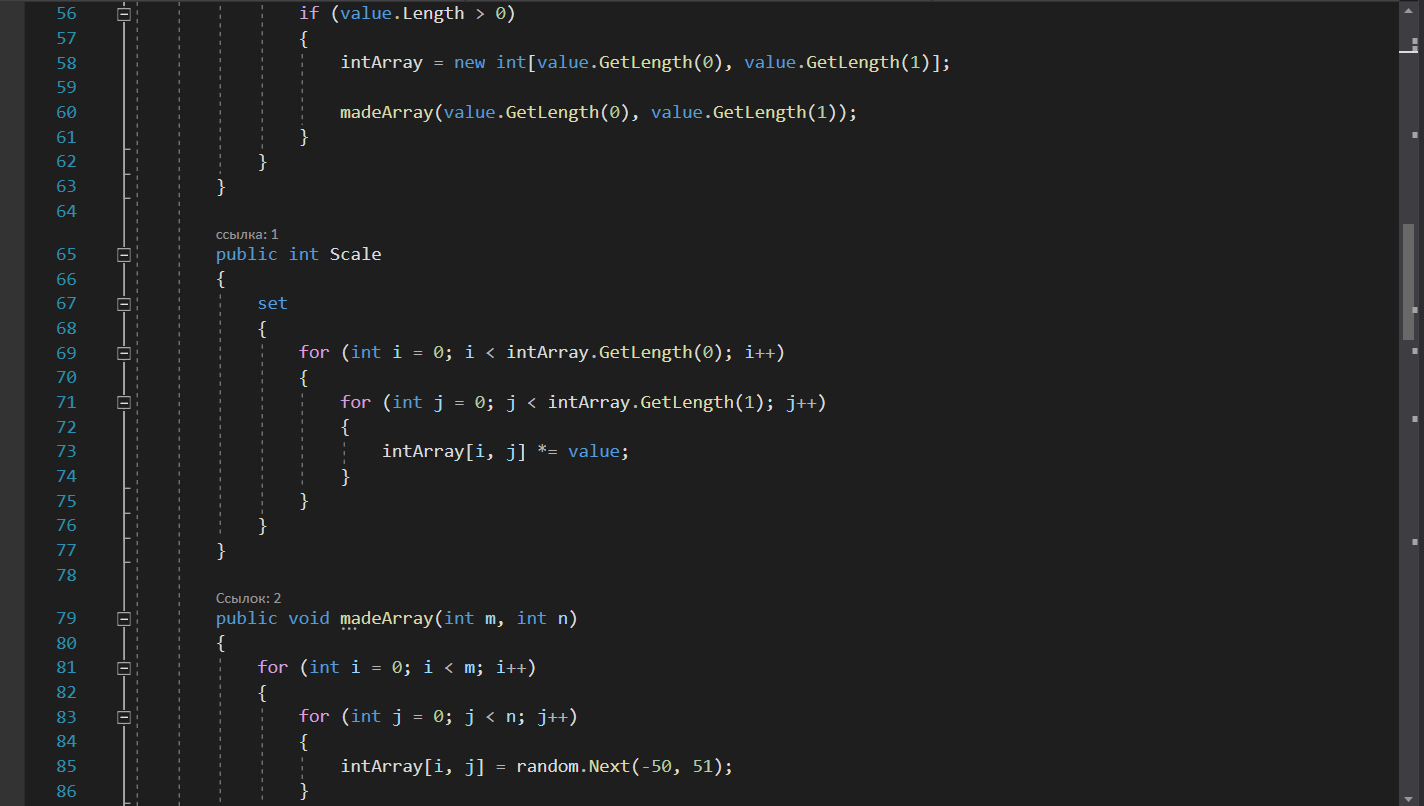 56 if (value.Length > 0)
57 {
58 intArray = new int[value.GetLength(0), value.GetLength(1)];
59
60 madeArray(value.GetLength(0), value.GetLength(1));
61 }
62 }
63 }
64
ссылка: 1
65 public int Scale
66 {
67 set
68 {
69 for (int i = 0; i < intArray.GetLength(0); i++)
70 {
71 for (int j = 0; j < intArray.GetLength(1); j++)
72 {
73 intArray[i, j] *= value;
74 }
75 }
76 }
77 }
78
Ссылок: 2
79 public void madeArray(int m, int n)
80 {
81 for (int i = 0; i < m; i++)
82 {
83 for (int j = 0; j < n; j++)
84 {
85 intArray[i, j] = random.Next(-50, 51);
86 }